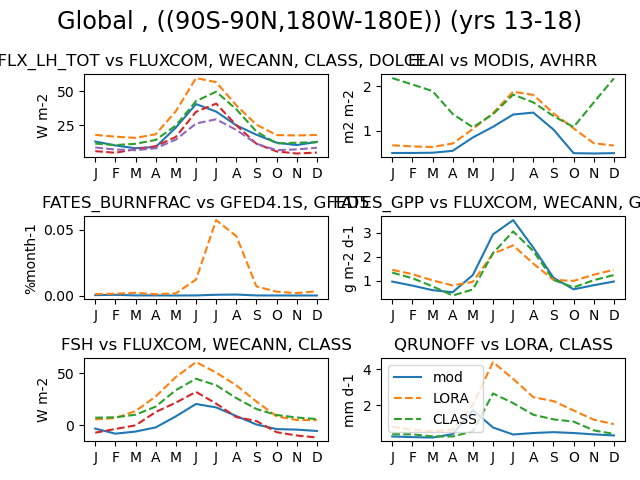 Global , ((90S-90N,180W-180E)) (yrs 13-18)
FLX_LH_TOT vs FLUXCOM, WECANN, CLASS, DOLCE
ELAI vs MODIS, AVHRR
W m-2
50
25
J F M A M J J A S O N D
m2 m-2
2
1
J F M A M J J A S O N D
FATES_BURNFRAC vs GFED4.1S, GFED5
FATES_GPP vs FLUXCOM, WECANN, G
%month-1
0.05
0.00
J F M A M J J A S O N D
g m-2 d-1
3
2
1
J F M A M J J A S O N D
FSH vs FLUXCOM, WECANN, CLASS
QRUNOFF vs LORA, CLASS
W m-2
50
0
J F M A M J J A S O N D
mm d-1
4
2
mod
LORA
CLASS
J F M A M J J A S O N D